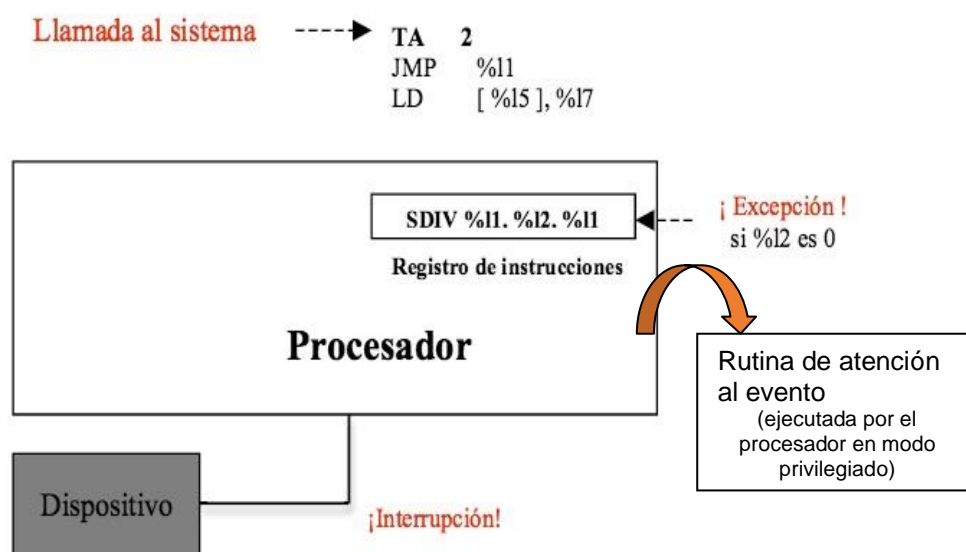 Llamada al sistema
TA 2
JMP %l1
LD [ %l5 ], %l7
SDIV %l1. %l2. %l1
Registro de instrucciones
¡ Excepción !
si %l2 es 0
Procesador
Rutina de atención
al evento
(ejecutada por el
procesador en modo
privilegiado)
Dispositivo
¡Interrupción!